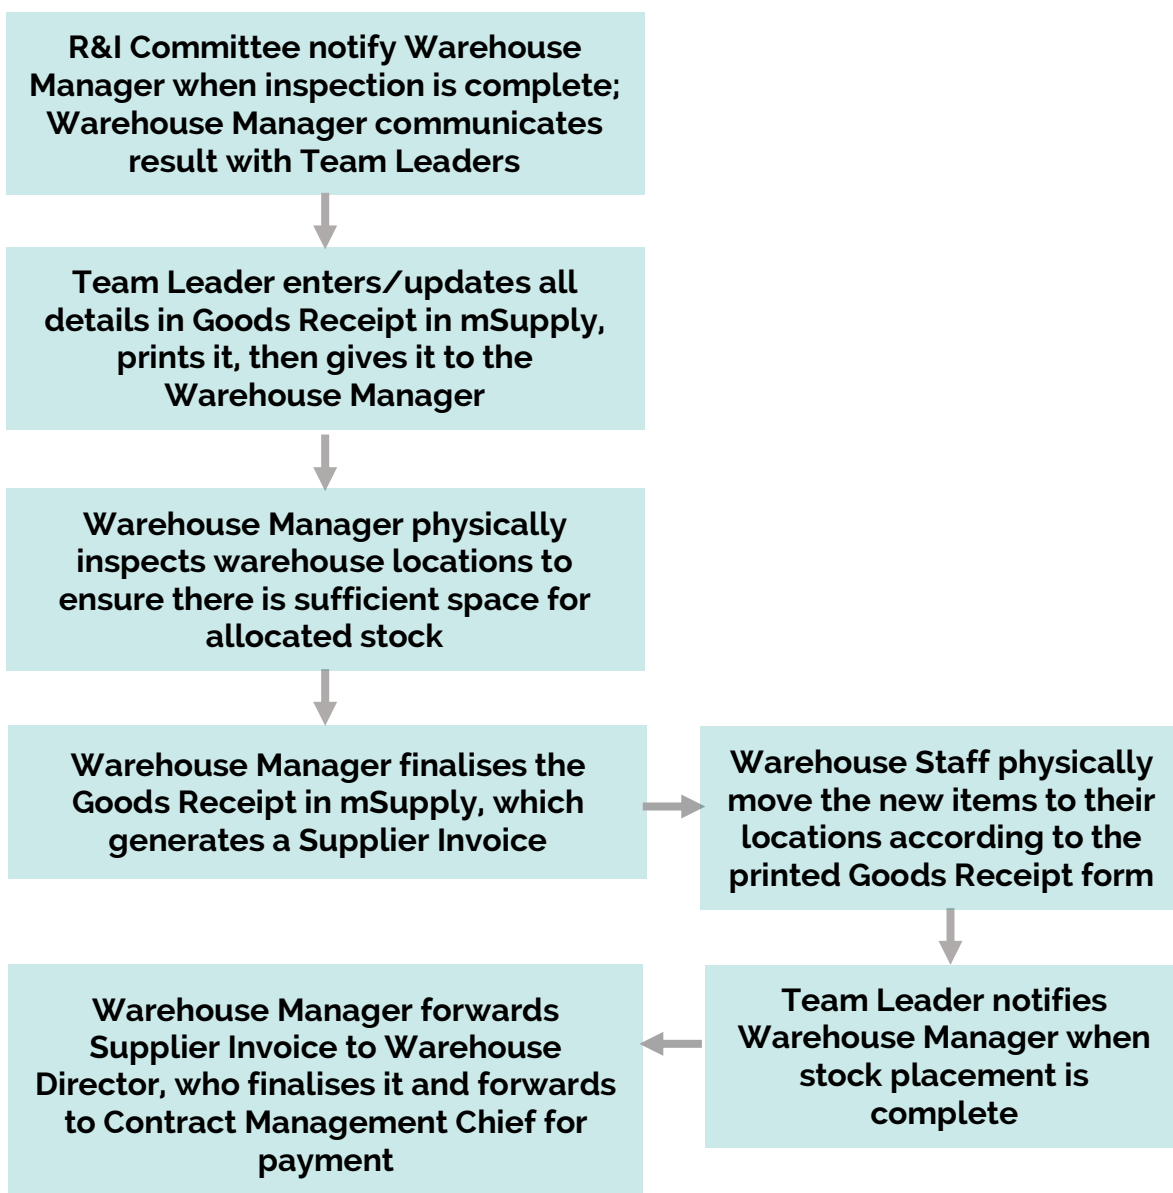 R&I Committee notify Warehouse
Manager when inspection is complete;
Warehouse Manager communicates
result with Team Leaders
Team Leader enters/updates all
details in Goods Receipt in mSupply,
prints it, then gives it to the
Warehouse Manager
Warehouse Manager physically
inspects warehouse locations to
ensure there is sufficient space for
allocated stock
Warehouse Manager finalises the
Goods Receipt in mSupply, which
generates a Supplier Invoice
Warehouse Staff physically
move the new items to their
locations according to the
printed Goods Receipt form
Team Leader notifies
Warehouse Manager when
stock placement is
complete
Warehouse Manager forwards
Supplier Invoice to Warehouse
Director, who finalises it and forwards
to Contract Management Chief for
payment